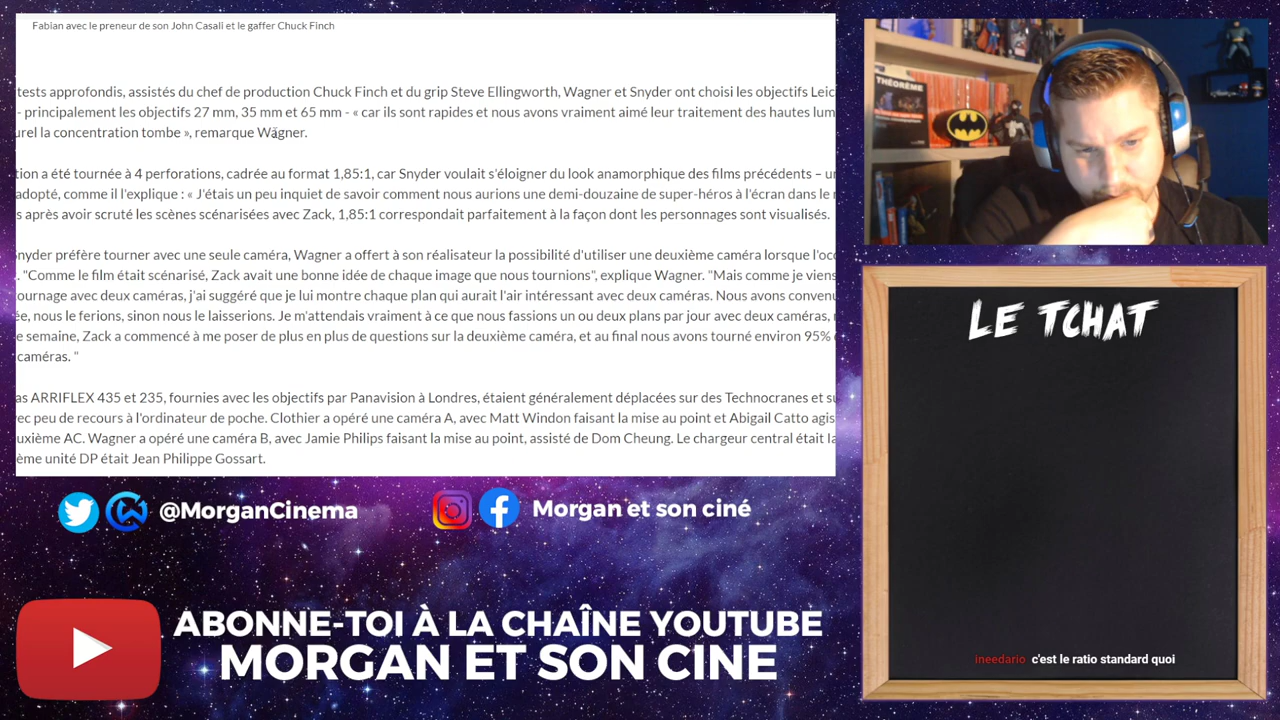 Fabian avec le preneur de son John Casali et le gaffer Chuck Finch
tests approfondis, assistés du chef de production Chuck Finch et du grip Steve Ellingworth, Wagner et Snyder ont choisi les objectifs Leic
- principalement les objectifs 27 mm, 35 mm et 65 mm - « car ils sont rapides et nous avons vraiment aimé leur traitement des hautes lum
urel la concentration tombe », remarque Wagner.
tion a été tournée à 4 perforations, cadrée au format 1,85:1, car Snyder voulait s'éloigner du look anamorphique des films précédents – un
adopté, comme il l'explique : « J'étais un peu inquiet de savoir comment nous aurions une demi-douzaine de super-héros à l'écran dans le
s après avoir scruté les scènes scénarisées avec Zack, 1,85:1 correspondait parfaitement à la façon dont les personnages sont visualisés.
Snyder préfère tourner avec une seule caméra, Wagner a offert à son réalisateur la possibilité d'utiliser une deuxième caméra lorsque l'occ
. "Comme le film était scénarisé, Zack avait une bonne idée de chaque image que nous tournions", explique Wagner. "Mais comme je viens
tournage avec deux caméras, j'ai suggéré que je lui montre chaque plan qui aurait l'air intéressant avec deux caméras. Nous avons convenu
ée, nous le ferions, sinon nous le laisserions. Je m'attendais vraiment à ce que nous fassions un ou deux plans par jour avec deux caméras,
e semaine, Zack a commencé à me poser de plus en plus de questions sur la deuxième caméra, et au final nous avons tourné environ 95%
caméras. "
as ARRIFLEX 435 et 235, fournies avec les objectifs par Panavision à Londres, étaient généralement déplacées sur des Technocranes et su
vec peu de recours à l'ordinateur de poche. Clothier a opéré une caméra A, avec Matt Windon faisant la mise au point et Abigail Catto agis
uxième AC. Wagner a opéré une caméra B, avec Jamie Philips faisant la mise au point, assisté de Dom Cheung. Le chargeur central était la
ème unité DP était Jean Philippe Gossart.
THÉORÈME
LE TCHAT
ineedario c'est le ratio standard quoi
@MorganCinema
Morgan et son ciné
ABONNE-TOI À LA CHAÎNE YOUTUBE
MORGAN ET SON CINE